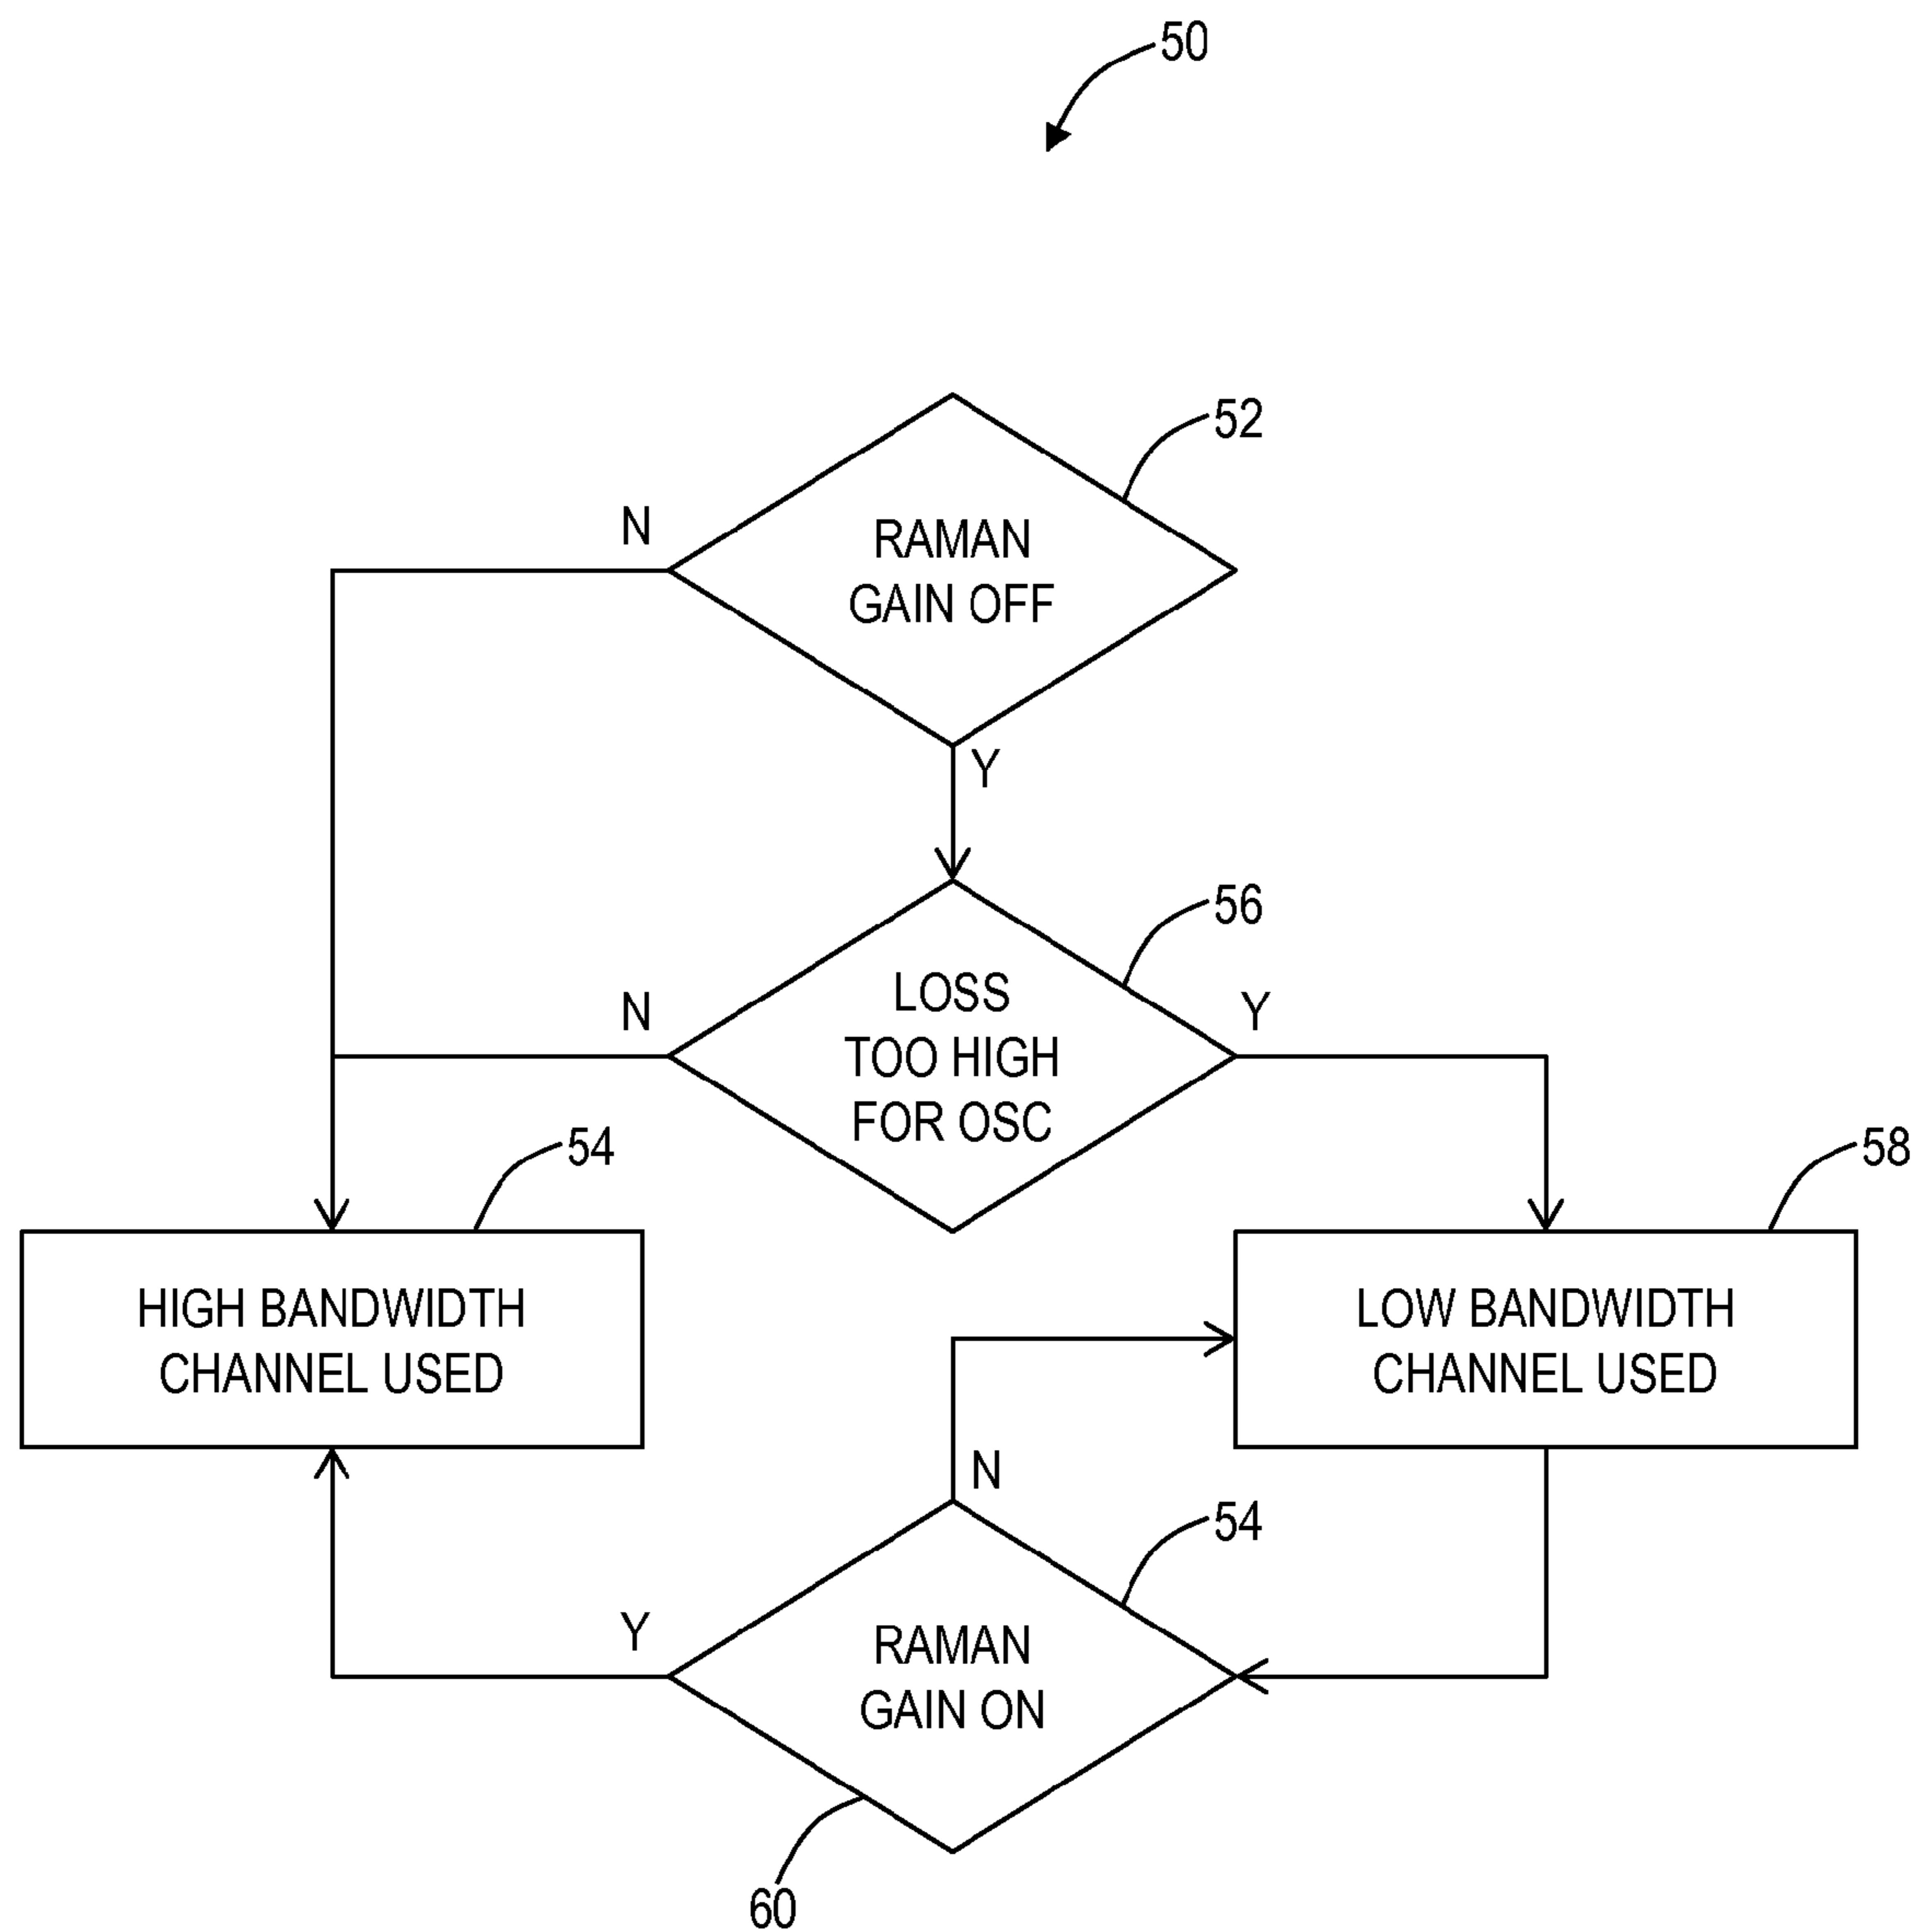 50
52
N
RAMAN
GAIN OFF
Y
56
N
LOSS
TOO HIGH
FOR OSC
Y
54
58
HIGH BANDWIDTH
CHANNEL USED
LOW BANDWIDTH
CHANNEL USED
N
54
Y
RAMAN
GAIN ON
60